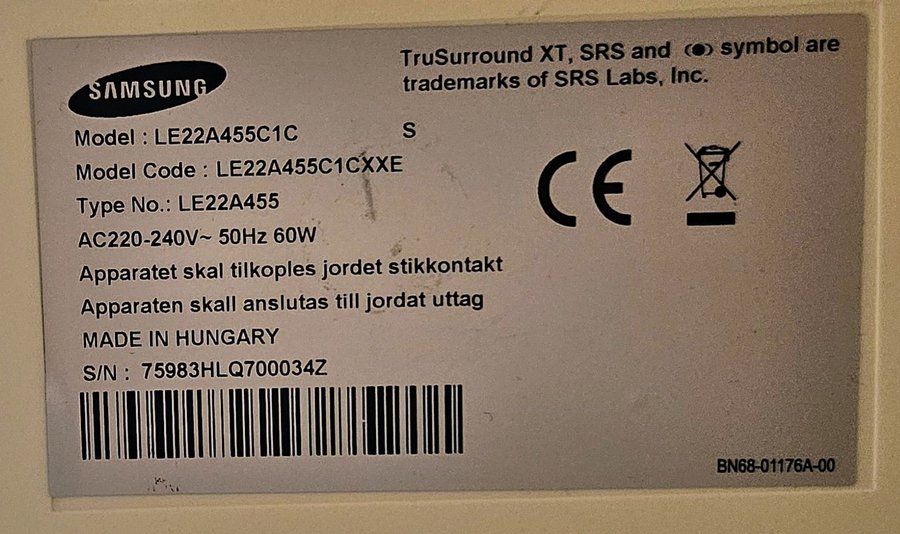 SAMSUNG
TruSurround XT, SRS and (●) symbol are
trademarks of SRS Labs, Inc.
Model : LE22A455C1C S
Model Code : LE22A455C1CXXE
Type No.: LE22A455
AC220-240V~ 50Hz 60W
Apparatet skal tilkoples jordet stikkontakt
Apparaten skall anslutas till jordat uttag
MADE IN HUNGARY
S/N : 75983HLQ700034Z
CE
BN68-01176A-00